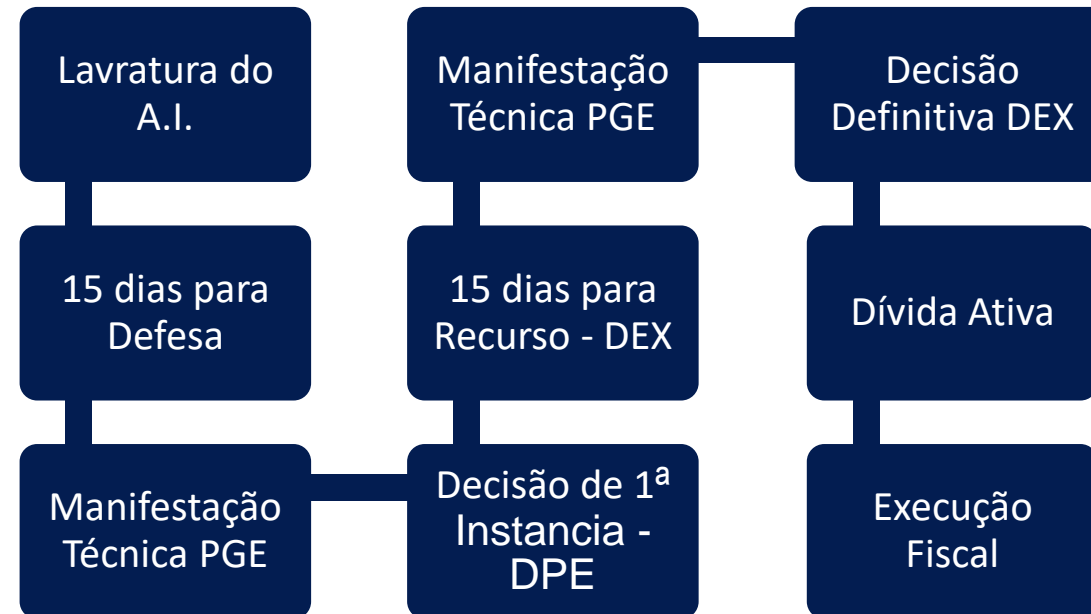 Lavratura do
A.I.
15 dias para
Defesa
Manifestação
Técnica PGE
Decisão de 1ª
Instancia -
DPE
15 dias para
Recurso - DEX
Manifestação
Técnica PGE
Decisão
Definitiva DEX
Dívida Ativa
Execução
Fiscal